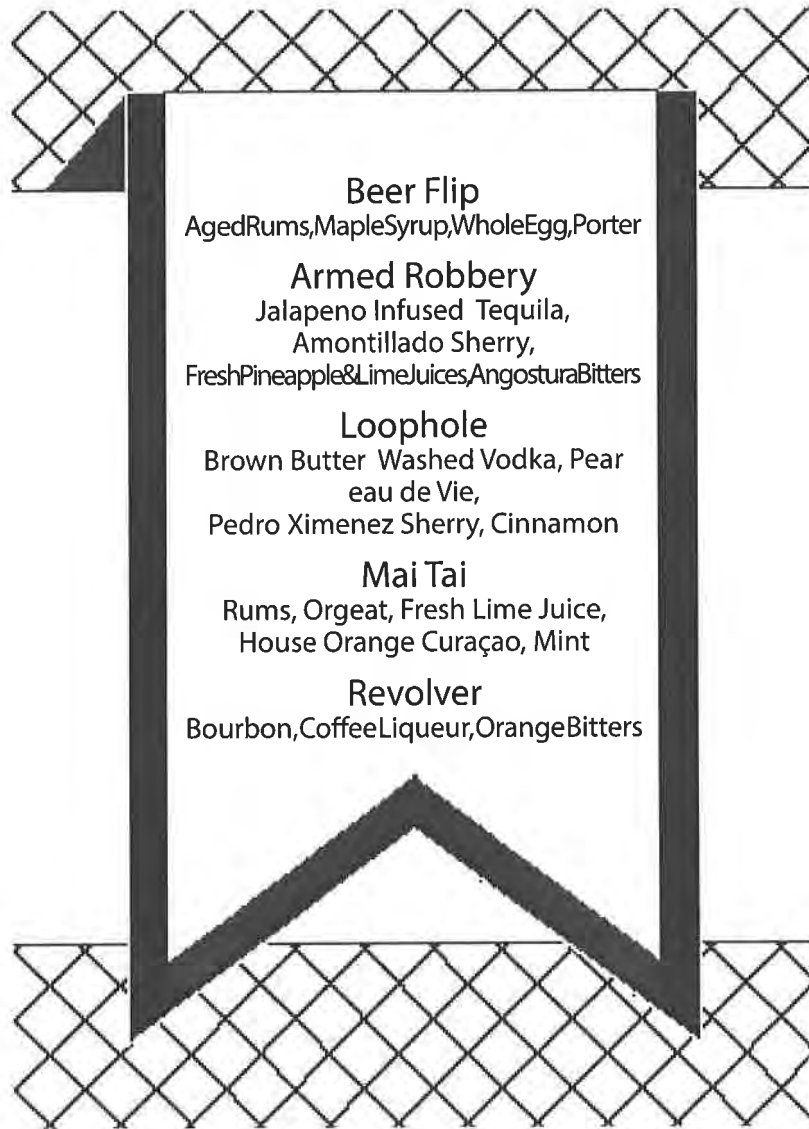 Beer Flip
AgedRums,MapleSyrup,WholeEgg,Porter
Armed Robbery
Jalapeno Infused Tequila,
Amontillado Sherry,
FreshPineapple&LimeJuices,AngosturaBitters
Loophole
Brown Butter Washed Vodka, Pear
eau de Vie,
Pedro Ximenez Sherry, Cinnamon
Mai Tai
Rums, Orgeat, Fresh Lime Juice,
House Orange Curaçao, Mint
Revolver
Bourbon,CoffeeLiqueur,OrangeBitters